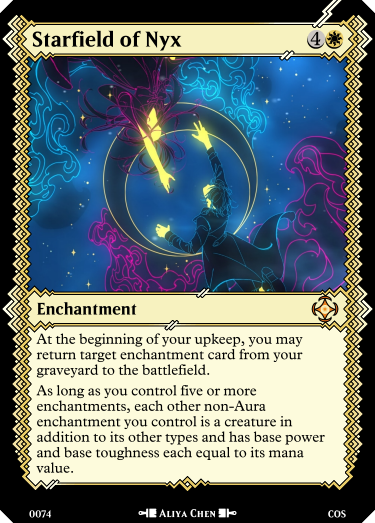 Starfield of Nyx 4
Enchantment
At the beginning of your upkeep, you may
return target enchantment card from your
graveyard to the battlefield.
As long as you control five or more
enchantments, each other non-Aura
enchantment you control is a creature in
addition to its other types and has base power
and base toughness each equal to its mana
value.
0074 Aliya Chen COS